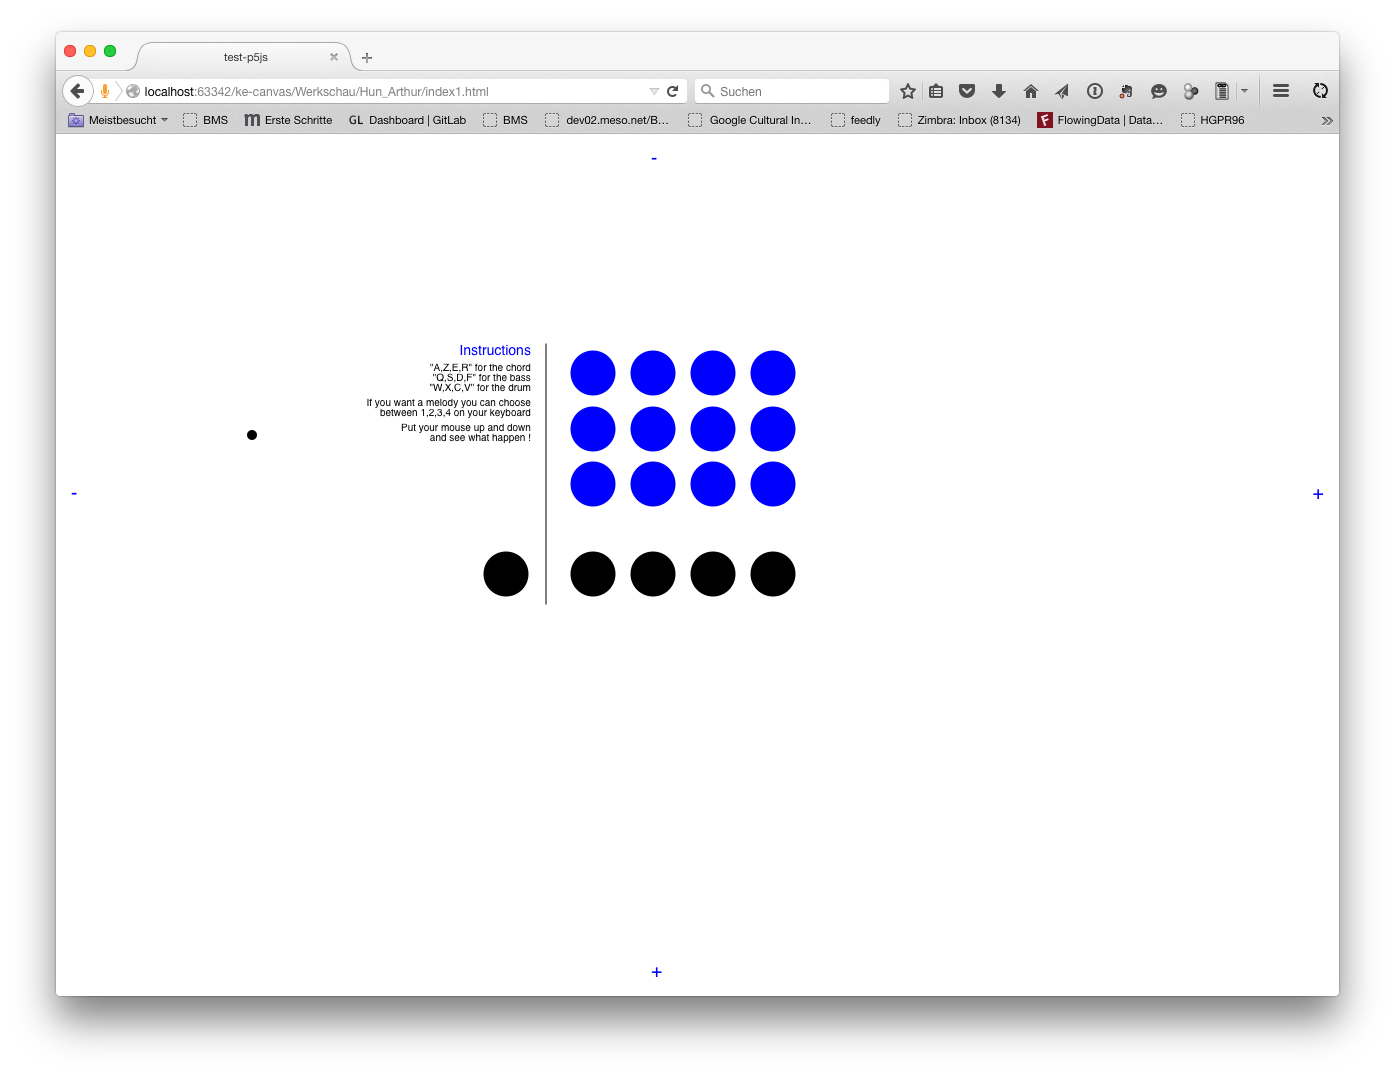 test-p5js
localhost:63342/ke-canvas/Werkschau/Hun_Arthur/index1.html
Suchen
Meistbesucht
BMS
Erste Schritte
GL Dashboard | GitLab
BMS
dev02.meso.net/B...
Google Cultural In...
feedly
Zimbra: Inbox (8134)
FlowingData | Data...
HGPR96
-
Instructions
"A,Z,E,R" for the chord
"Q,S,D,F" for the bass
"W,X,C,V" for the drum
If you want a melody you can choose
between 1,2,3,4 on your keyboard
Put your mouse up and down
and see what happen !
-
+
+